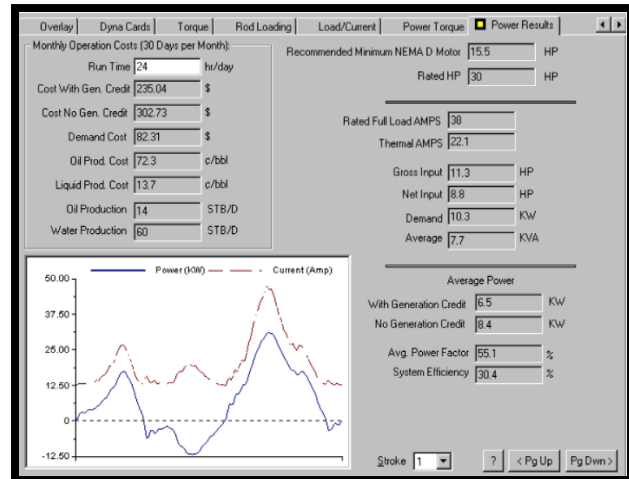 Overlay Dyna Cards Torque Rod Loading Load/Current Power Torque Power Results
Monthly Operation Costs (30 Days per Month):
Run Time 24 hr/day
Cost With Gen. Credit 235.04 $
Cost No Gen. Credit 302.73 $
Demand Cost 82.31 $
Oil Prod. Cost 72.3 c/bbl
Liquid Prod. Cost 13.7 c/bbl
Oil Production 14 STB/D
Water Production 60 STB/D
Recommended Minimum NEMA D Motor 15.5 HP
Rated HP 30 HP
Rated Full Load AMPS 38
Thermal AMPS 22.1
Gross Input 11.3 HP
Net Input 8.8 HP
Demand 10.3 KW
Average 7.7 KVA
Average Power
With Generation Credit 6.5 KW
No Generation Credit 8.4 KW
Avg. Power Factor 55.1 %
System Efficiency 30.4 %
Power (KW) Current (Amp)
50.00
37.50
25.00
12.50
0
-12.50
Stroke 1 ? < Pg Up Pg Dwn >